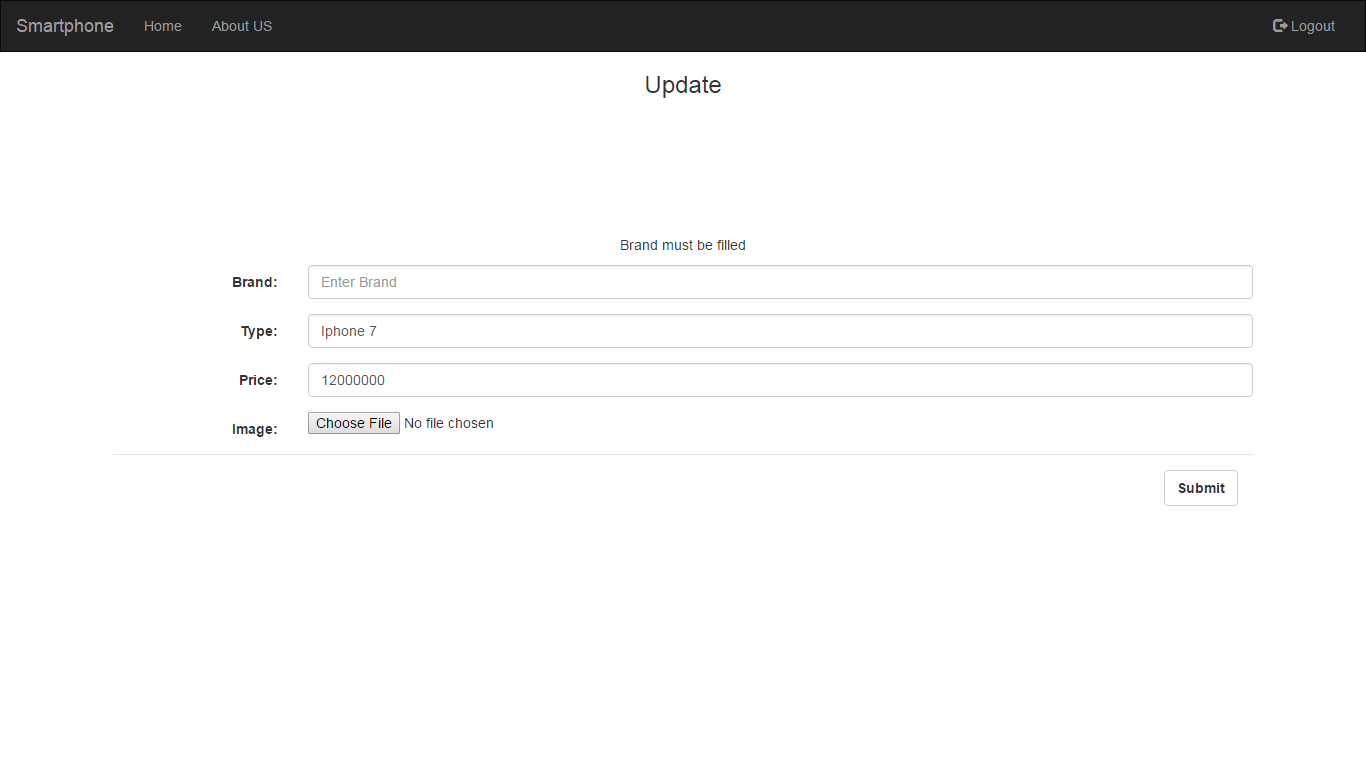 Smartphone Home About US Logout
Update
Brand must be filled
Brand: Enter Brand
Type: Iphone 7
Price: 12000000
Image: Choose File No file chosen
Submit